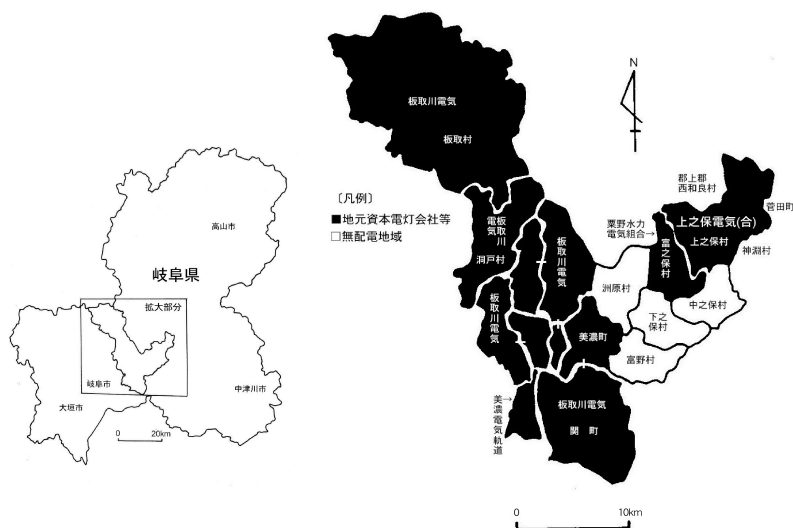 高山市
岐阜県
拡大部分
岐阜市
大垣市
中津川市
0 20km
〔凡例〕
■地元資本電灯会社等
□無配電地域
N
板取川電気
板取村
板取川
電気
洞戸村
板取川電気
板取川電気
美濃町
美濃電気軌道→
板取川電気
関 町
洲原村
富野村
下之
保村
中之保村
粟野水力
電気組合→
富之保村
上之保電気(合)
上之保村
郡上郡
西和良村
菅田町
神淵村
0 10km